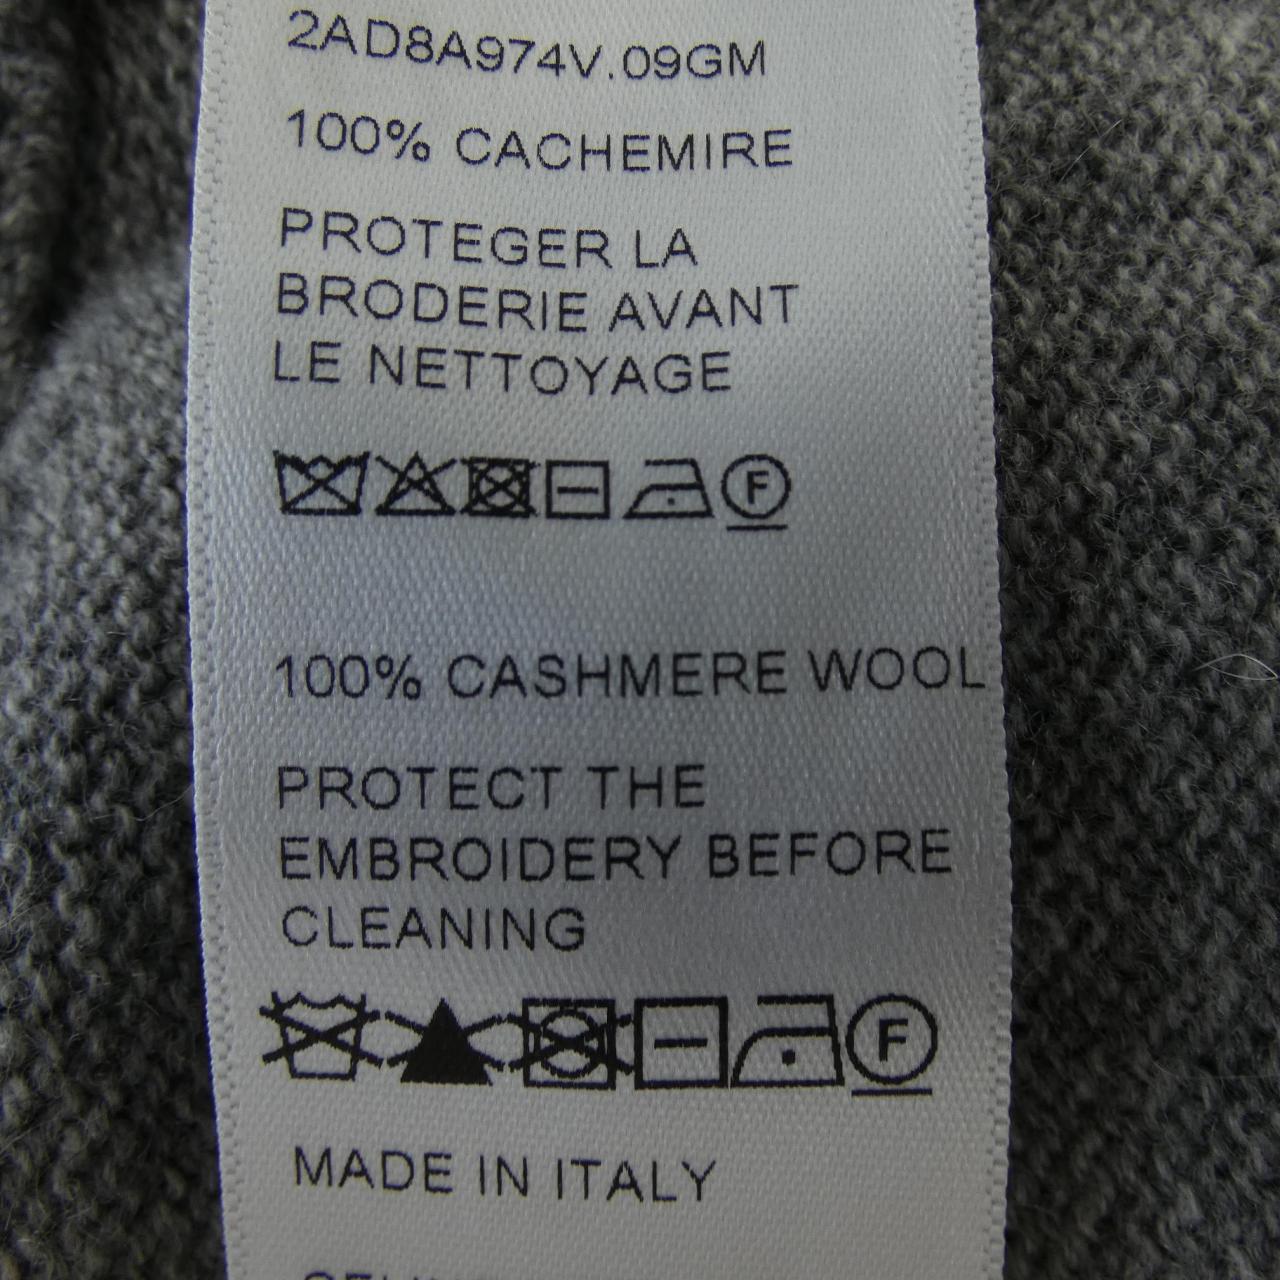 2AD8A974V.09GM
100% CACHEMIRE
PROTEGER LA
BRODERIE AVANT
LE NETTOYAGE
F
100% CASHMERE WOOL
PROTECT THE
EMBROIDERY BEFORE
CLEANING
F
MADE IN ITALY